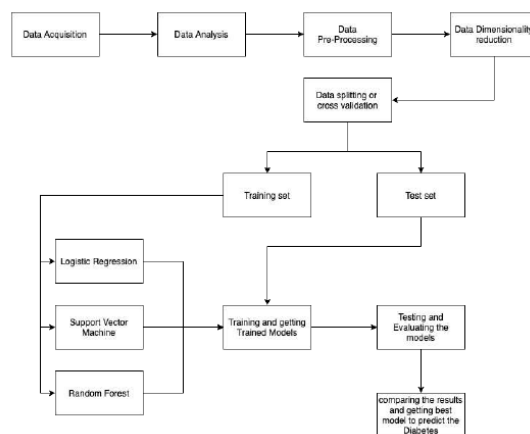 Data Acquisition
Data Analysis
Data
Pre-Processing
Data Dimensionality
reduction
Data splitting or
cross validation
Training set
Test set
Logistic Regression
Support Vector
Machine
Random Forest
Training and getting
Trained Models
Testing and
Evaluating the
models
comparing the results
and getting best
model to predict the
Diabetes